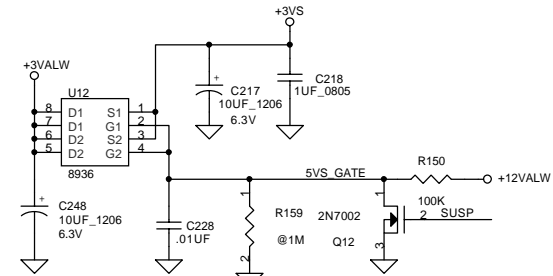 +3VS
+3VALW
U12
8 D1 S1 1
7 D1 G1 2
6 D2 S2 3
5 D2 G2 4
8936
+
C217
10UF_1206
6.3V
C218
1UF_0805
5VS_GATE
R150
100K
+12VALW
+
C248
10UF_1206
6.3V
C228
.01UF
1
R159
@1M
2
2N7002
Q12
1
2
3
SUSP